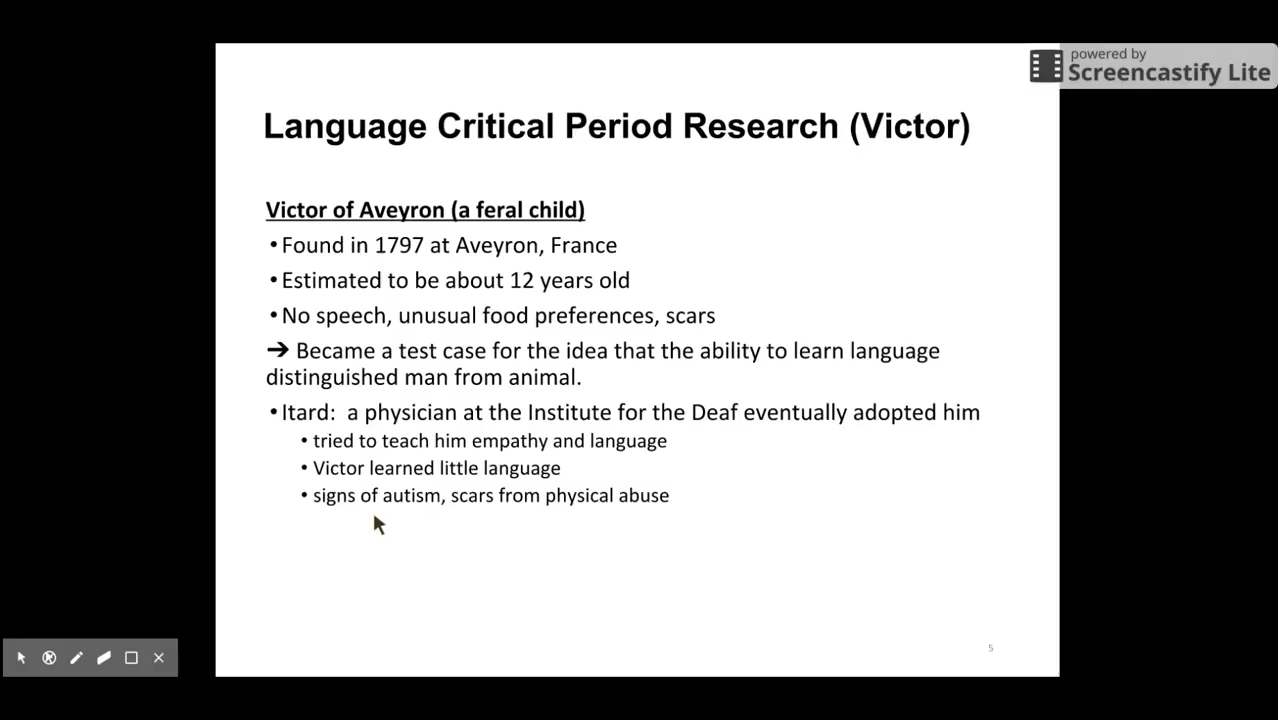 powered by
Screencastify Lite
Language Critical Period Research (Victor)
Victor of Aveyron (a feral child)
•Found in 1797 at Aveyron, France
•Estimated to be about 12 years old
•No speech, unusual food preferences, scars
➔ Became a test case for the idea that the ability to learn language
distinguished man from animal.
•Itard:  a physician at the Institute for the Deaf eventually adopted him
• tried to teach him empathy and language
• Victor learned little language
• signs of autism, scars from physical abuse
5